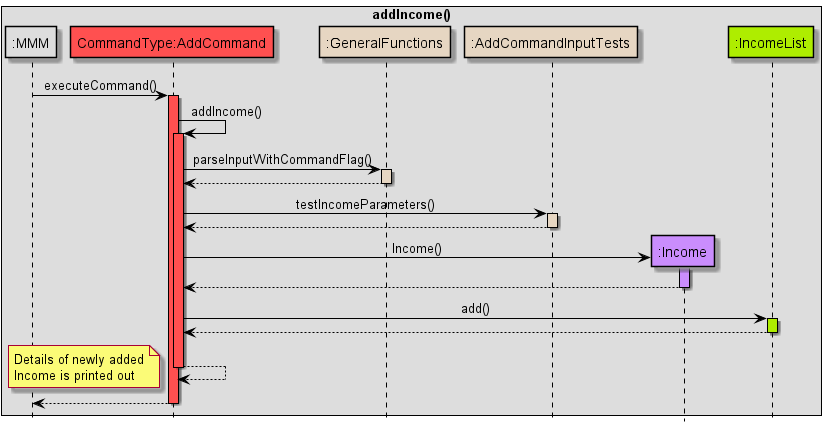 addIncome()
:MMM
CommandType:AddCommand
:GeneralFunctions
:AddCommandInputTests
:IncomeList
executeCommand()
addIncome()
parseInputWithCommandFlag()
testIncomeParameters()
Income()
:Income
add()
Details of newly added
Income is printed out